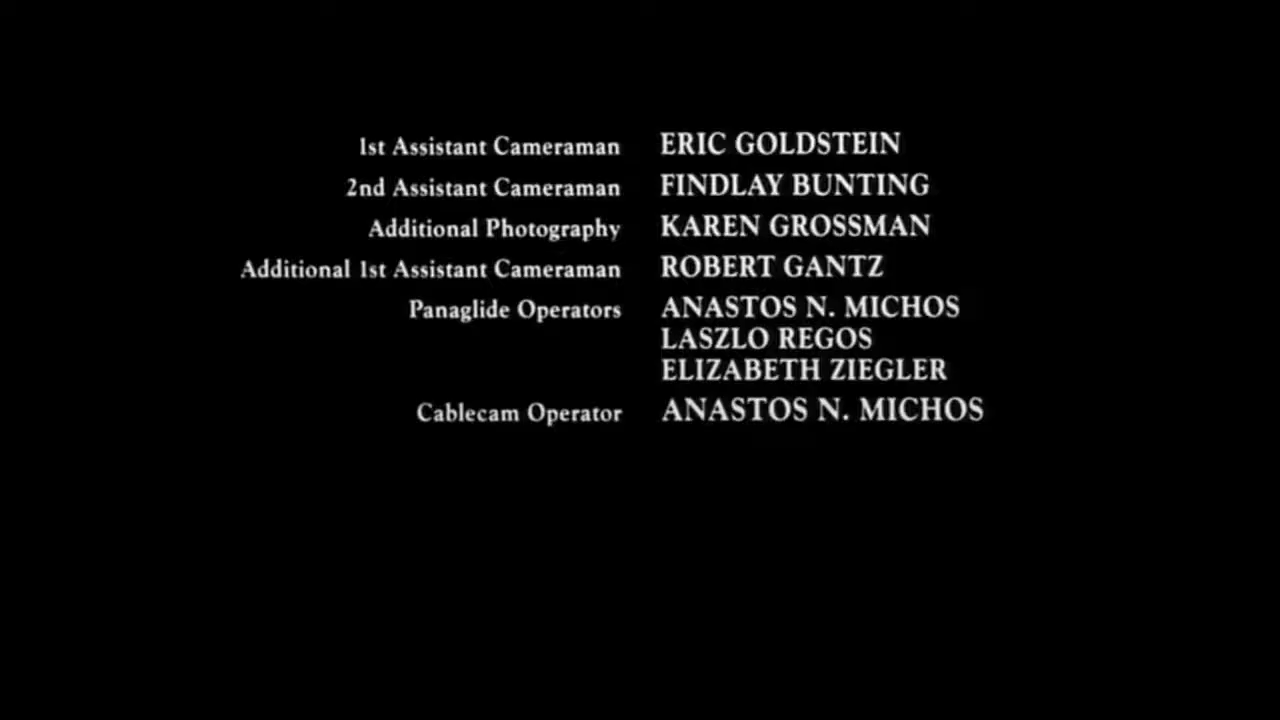 1st Assistant Cameraman ERIC GOLDSTEIN
2nd Assistant Cameraman FINDLAY BUNTING
Additional Photography KAREN GROSSMAN
Additional 1st Assistant Cameraman ROBERT GANTZ
Panaglide Operators ANASTOS N. MICHOS
LASZLO REGOS
ELIZABETH ZIEGLER
Cablecam Operator ANASTOS N. MICHOS